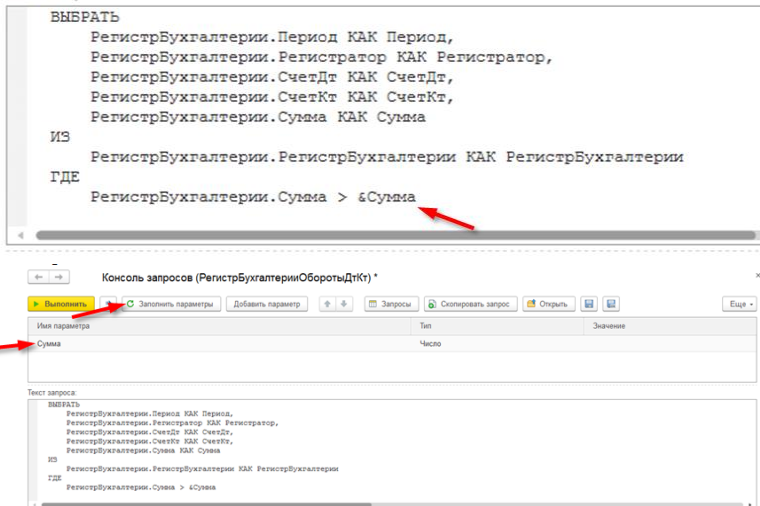 ВЫБРАТЬ
РегистрБухгалтерии.Период КАК Период,
РегистрБухгалтерии.Регистратор КАК Регистратор,
РегистрБухгалтерии.СчетДт КАК СчетДт,
РегистрБухгалтерии.СчетКт КАК СчетКт,
РегистрБухгалтерии.Сумма КАК Сумма
ИЗ
РегистрБухгалтерии.РегистрБухгалтерии КАК РегистрБухгалтерии
ГДЕ
РегистрБухгалтерии.Сумма > &Сумма
Консоль запросов (РегистрБухгалтерииОборотыДтКт) *
Выполнить Заполнить параметры Добавить параметр Запросы Скопировать запрос Открыть Еще
Имя параметра Тип Значение
Сумма Число
Текст запроса:
ВЫБРАТЬ
РегистрБухгалтерии.Период КАК Период,
РегистрБухгалтерии.Регистратор КАК Регистратор,
РегистрБухгалтерии.СчетДт КАК СчетДт,
РегистрБухгалтерии.СчетКт КАК СчетКт,
РегистрБухгалтерии.Сумма КАК Сумма
ИЗ
РегистрБухгалтерии.РегистрБухгалтерии КАК РегистрБухгалтерии
ГДЕ
РегистрБухгалтерии.Сумма > &Сумма